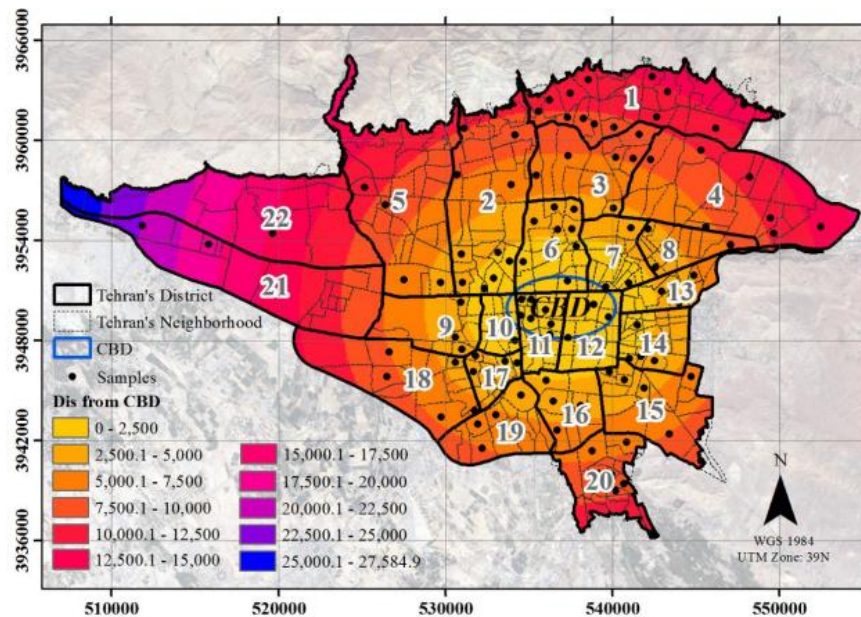 3966000
3960000
3954000
3948000
3942000
3936000
1
2
3
4
5
6
7
8
9
10
11
12
13
14
15
16
17
18
19
20
21
22
CBD
Tehran's District
Tehran's Neighborhood
CBD
Samples
Dis from CBD
0 - 2,500
2,500.1 - 5,000
5,000.1 - 7,500
7,500.1 - 10,000
10,000.1 - 12,500
12,500.1 - 15,000
15,000.1 - 17,500
17,500.1 - 20,000
20,000.1 - 22,500
22,500.1 - 25,000
25,000.1 - 27,584.9
N
WGS 1984
UTM Zone: 39N
510000
520000
530000
540000
550000